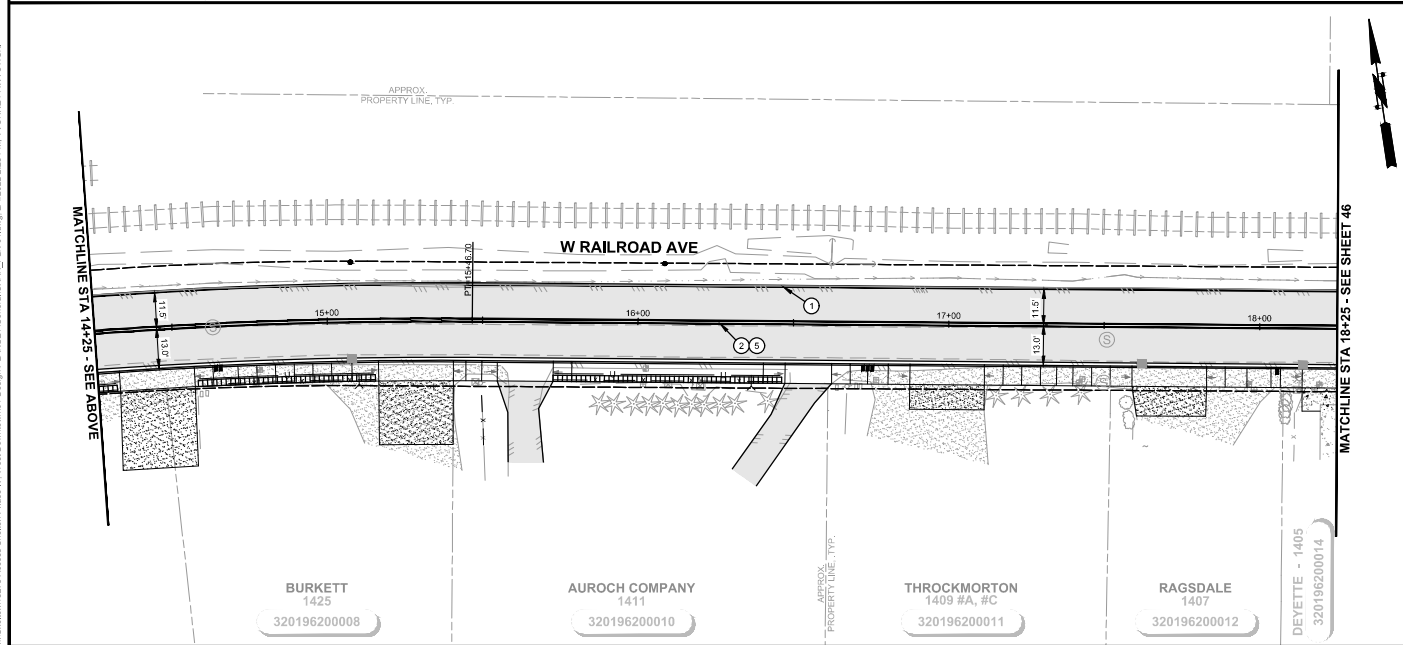 APPROX.
PROPERTY LINE, TYP.
MATCHLINE STA 14+25 - SEE ABOVE
MATCHLINE STA 18+25 - SEE SHEET 46
W RAILROAD AVE
PT: 15+46.70
11.5'
13.0'
15+00
16+00
17+00
18+00
1
2 5
11.5'
13.0'
S
S
APPROX.
PROPERTY LINE, TYP.
BURKETT
1425
320196200008
AUROCH COMPANY
1411
320196200010
THROCKMORTON
1409 #A, #C
320196200011
RAGSDALE
1407
320196200012
DEYETTE - 1405
320196200014